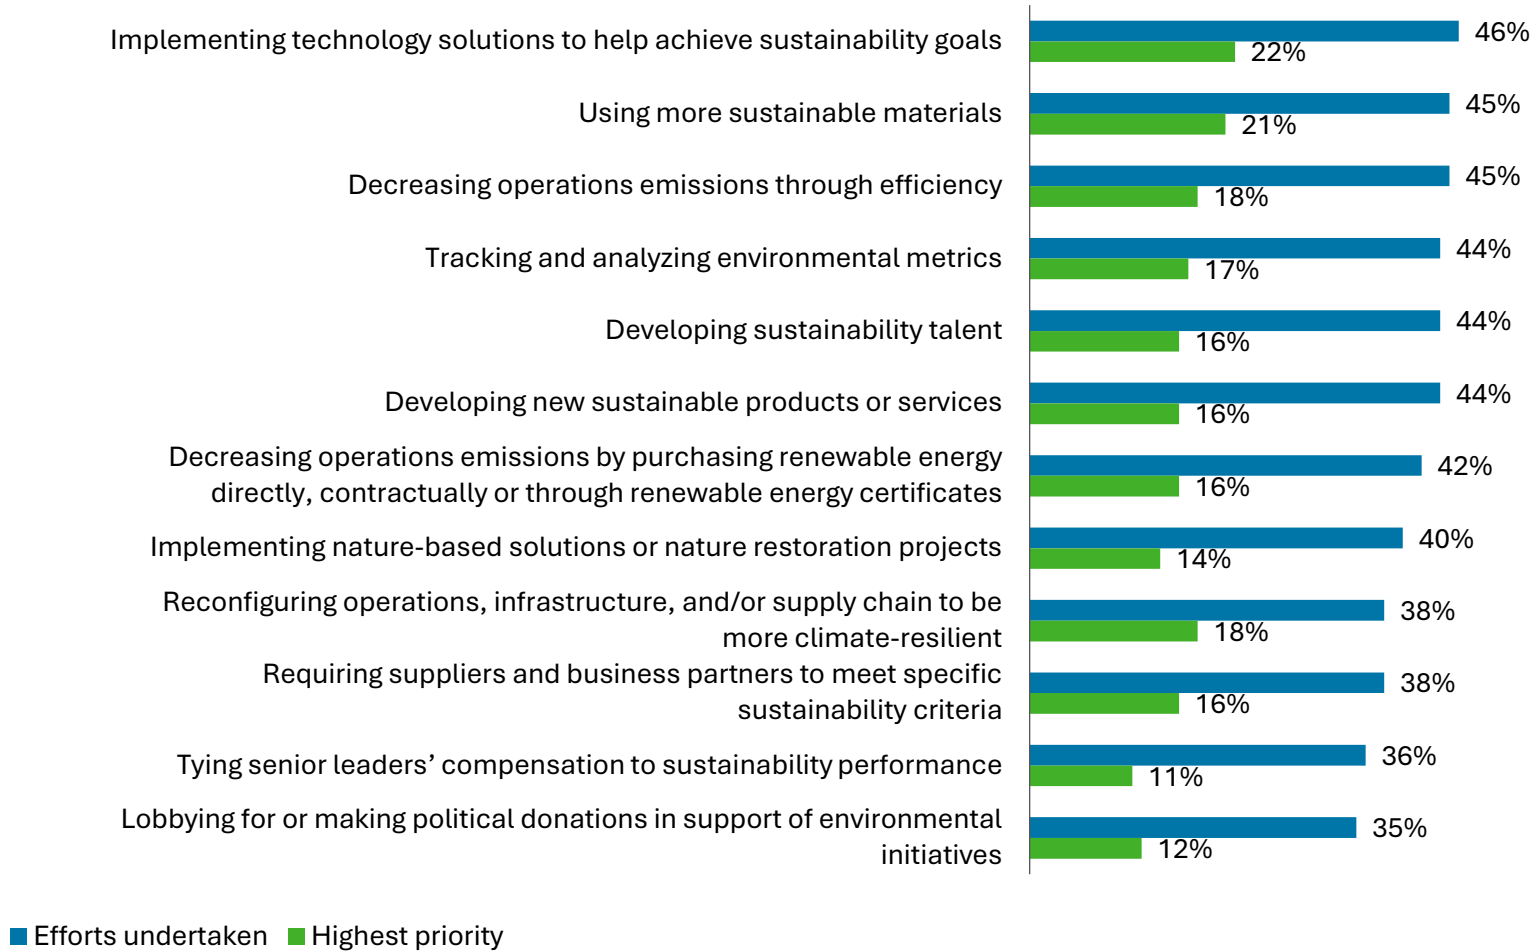 Implementing technology solutions to help achieve sustainability goals
46%
22%
Using more sustainable materials
45%
21%
Decreasing operations emissions through efficiency
45%
18%
Tracking and analyzing environmental metrics
44%
17%
Developing sustainability talent
44%
16%
Developing new sustainable products or services
44%
16%
Decreasing operations emissions by purchasing renewable energy
directly, contractually or through renewable energy certificates
42%
16%
Implementing nature-based solutions or nature restoration projects
40%
14%
Reconfiguring operations, infrastructure, and/or supply chain to be
more climate-resilient
38%
18%
Requiring suppliers and business partners to meet specific
sustainability criteria
38%
16%
Tying senior leaders’ compensation to sustainability performance
36%
11%
Lobbying for or making political donations in support of environmental
initiatives
35%
12%
Efforts undertaken
Highest priority